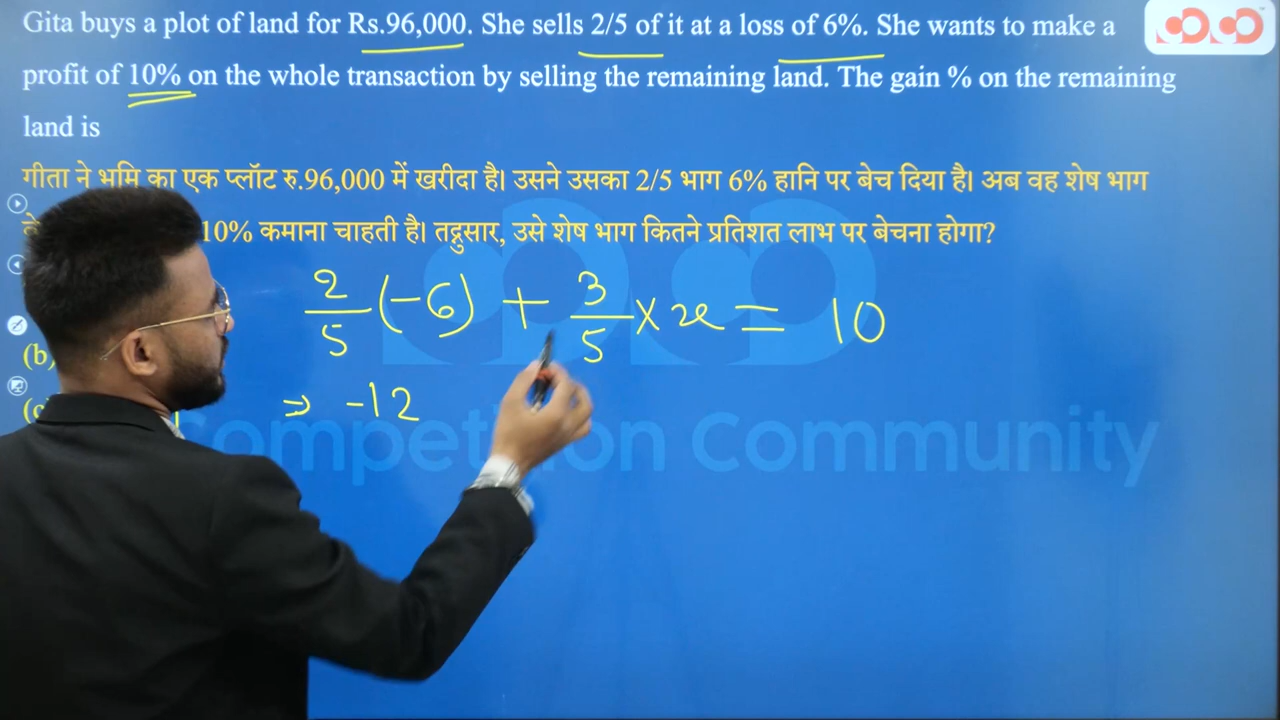 Gita buys a plot of land for Rs.96,000. She sells 2/5 of it at a loss of 6%. She wants to make a
profit of 10% on the whole transaction by selling the remaining land. The gain % on the remaining
land is
गीता ने भूमि का एक प्लॉट रु.96,000 में खरीदा है। उसने उसका 2/5 भाग 6% हानि पर बेच दिया है। अब वह शेष भाग
10% कमाना चाहती है। तद्नुसार, उसे शेष भाग कितने प्रतिशत लाभ पर बेचना होगा?
2/5 (-6) + 3/5 × x = 10
(b)
⇒ -12
(c)
Competition Community